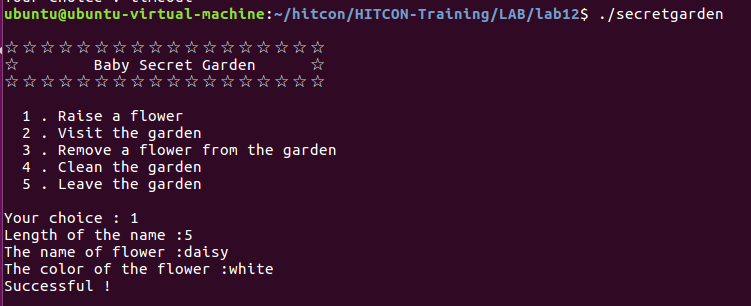 Your choice : timeout
ubuntu@ubuntu-virtual-machine:~/hitcon/HITCON-Training/LAB/lab12$ ./secretgarden
☆☆☆☆☆☆☆☆☆☆☆☆☆☆☆☆☆☆
☆ Baby Secret Garden ☆
☆☆☆☆☆☆☆☆☆☆☆☆☆☆☆☆☆☆
1 . Raise a flower
2 . Visit the garden
3 . Remove a flower from the garden
4 . Clean the garden
5 . Leave the garden
Your choice : 1
Length of the name :5
The name of flower :daisy
The color of the flower :white
Successful !